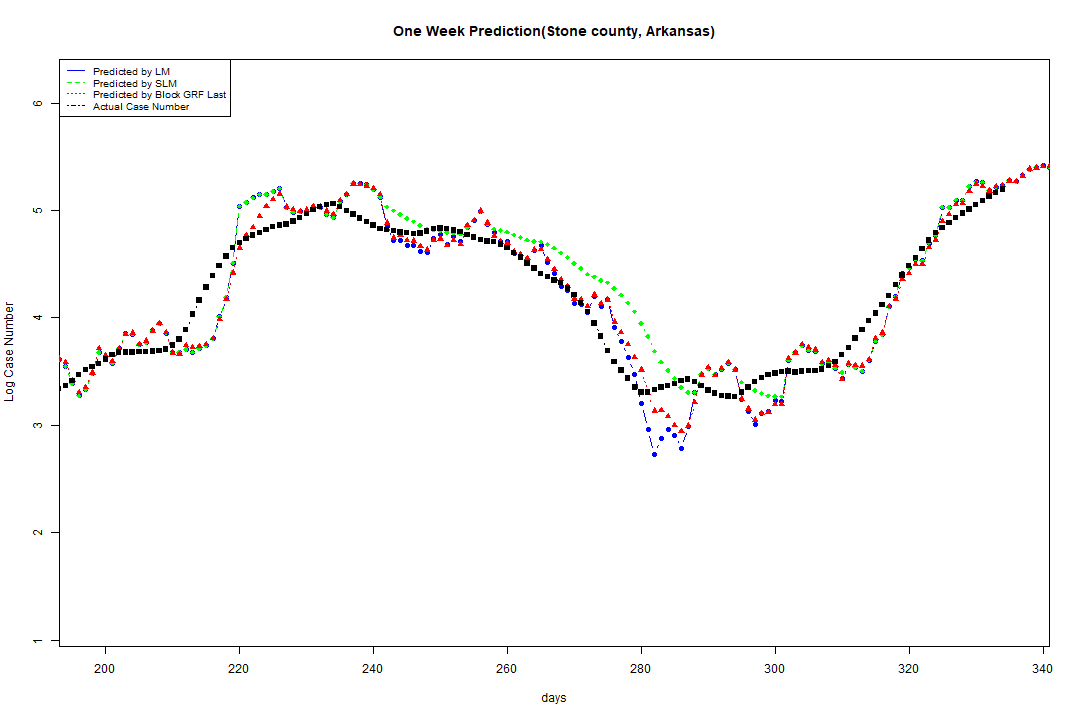 One Week Prediction(Stone county, Arkansas)
Predicted by LM
Predicted by SLM
Predicted by Block GRF Last
Actual Case Number
6
5
4
3
2
1
Log Case Number
200 220 240 260 280 300 320 340
days